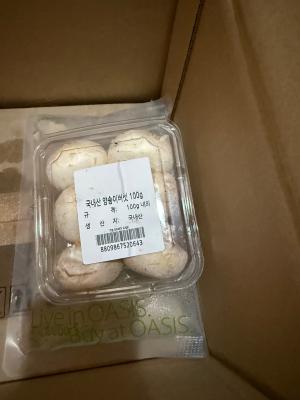 국내산 양송이버섯 100g
규 격: 100g 내외
생 산 지: 국내산
8809867520643
Live in OASIS.
Buy at OASIS